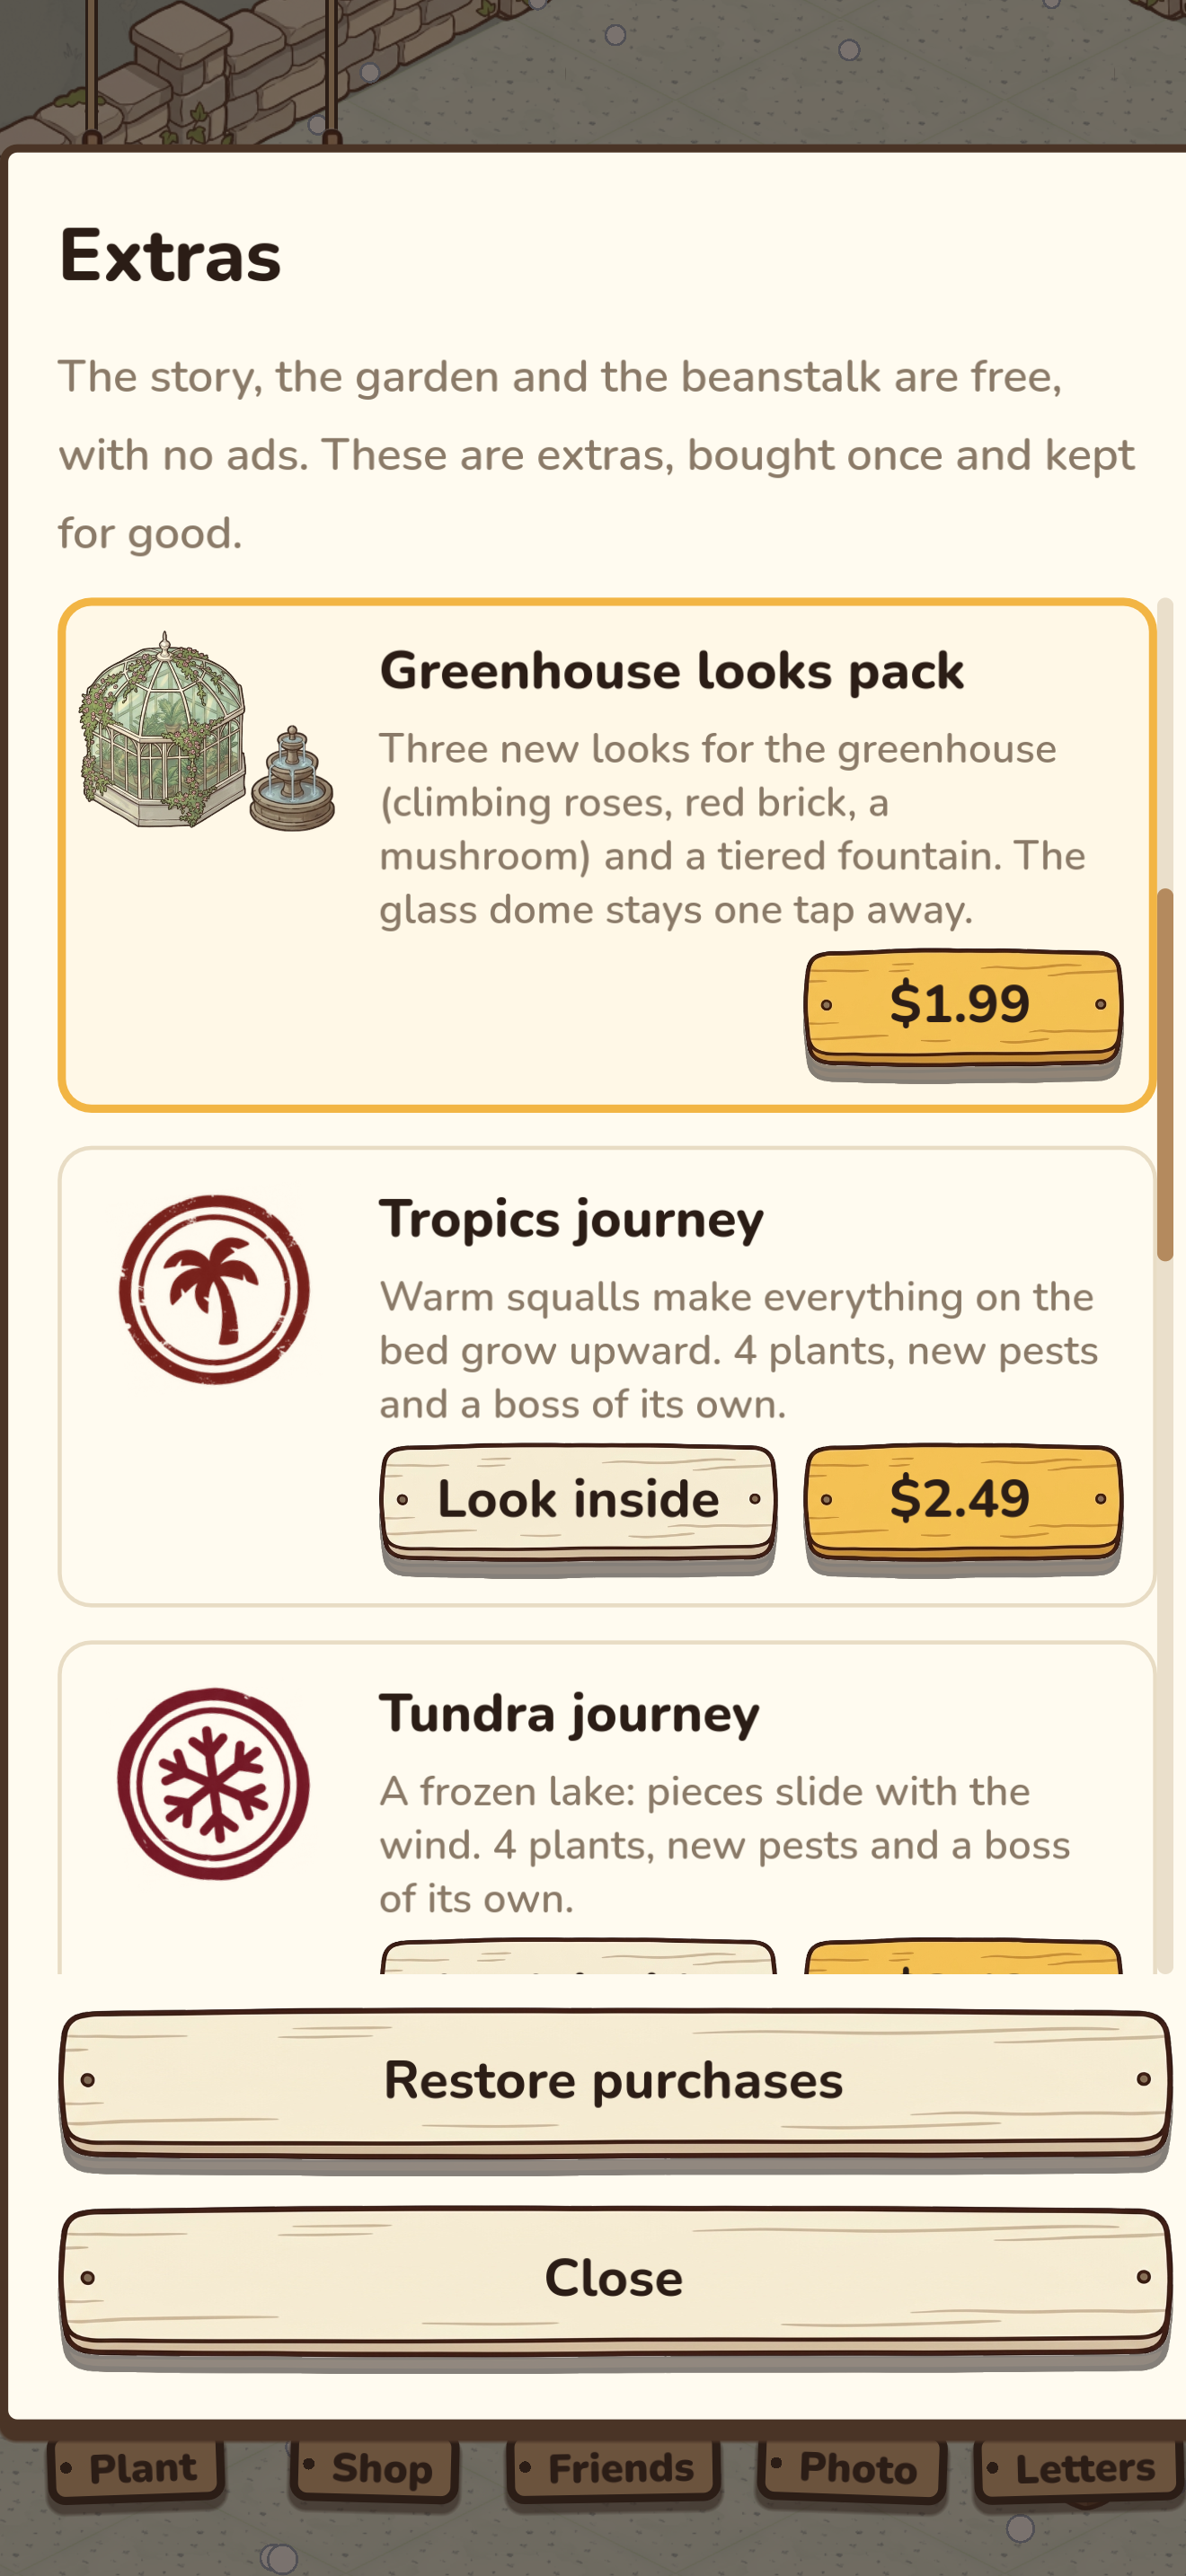 Extras
The story, the garden and the beanstalk are free,
with no ads. These are extras, bought once and kept
for good.
Greenhouse looks pack
Three new looks for the greenhouse
(climbing roses, red brick, a
mushroom) and a tiered fountain. The
glass dome stays one tap away.
$1.99
Tropics journey
Warm squalls make everything on the
bed grow upward. 4 plants, new pests
and a boss of its own.
Look inside
$2.49
Tundra journey
A frozen lake: pieces slide with the
wind. 4 plants, new pests and a boss
of its own.
Restore purchases
Close
Plant
Shop
Friends
Photo
Letters